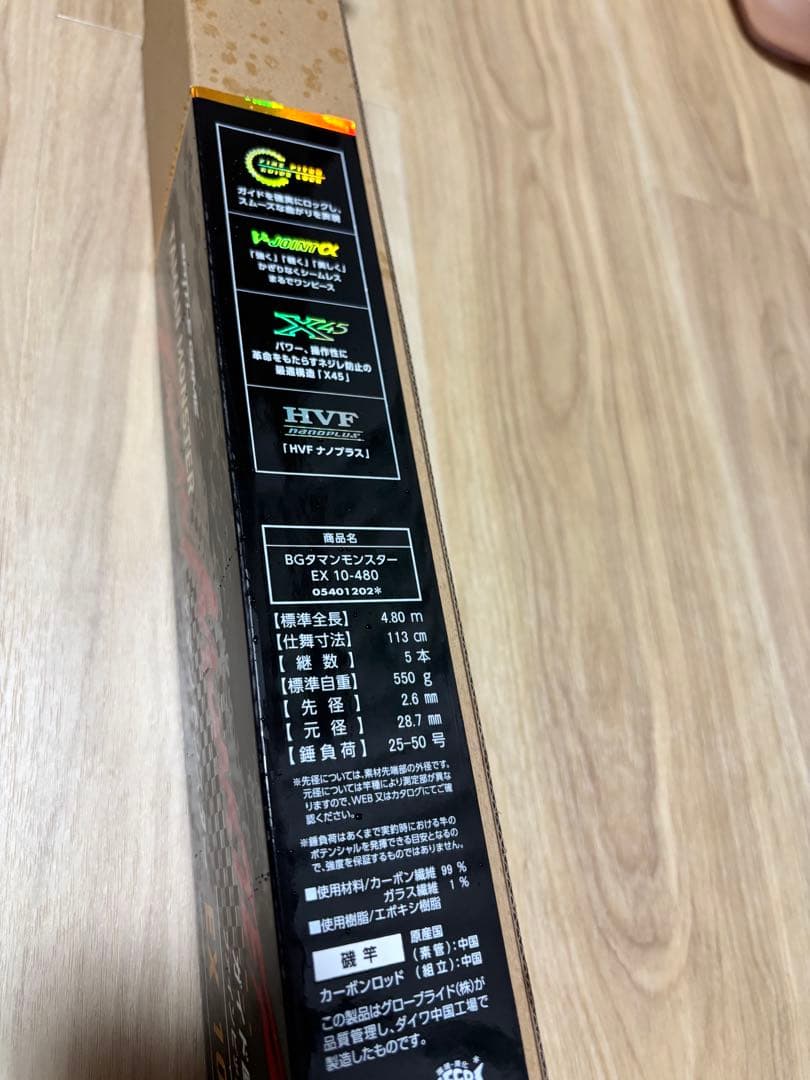 FINE PITCH
GUIDE LOCK
ガイドを確実にロックし、
スムーズな曲がりを実現
V-JOINTα
「強く」「軽く」「美しく」
かぎりなくシームレス
まるでワンピース
X45
パワー、操作性に
革命をもたらすネジレ防止の
最適構造「X45」
HVF
nanoplus
「HVF ナノプラス」
商品名
BGタマンモンスター
EX 10-480
05401202*
【標準全長】 4.80 m
【仕舞寸法】 113 cm
【継数】 5 本
【標準自重】 550 g
【先径】 2.6 mm
【元径】 28.7 mm
【錘負荷】 25-50 号
※先径については、素材先端部の外径です。
元径については竿種により測定部が異な
りますので、WEB又はカタログにてご確
認ください。
※錘負荷はあくまで実釣時における竿の
ポテンシャルを発揮できる目安となるの
で、強度を保証するものではありません。
■使用材料/カーボン繊維 99 %
ガラス繊維 1 %
■使用樹脂/エポキシ樹脂
磯竿
原産国
(素管):中国
カーボンロッド (組立):中国
この製品はグローブライド(株)が
品質管理し、ダイワ中国工場で
製造したものです。
MONSTER
EX 10